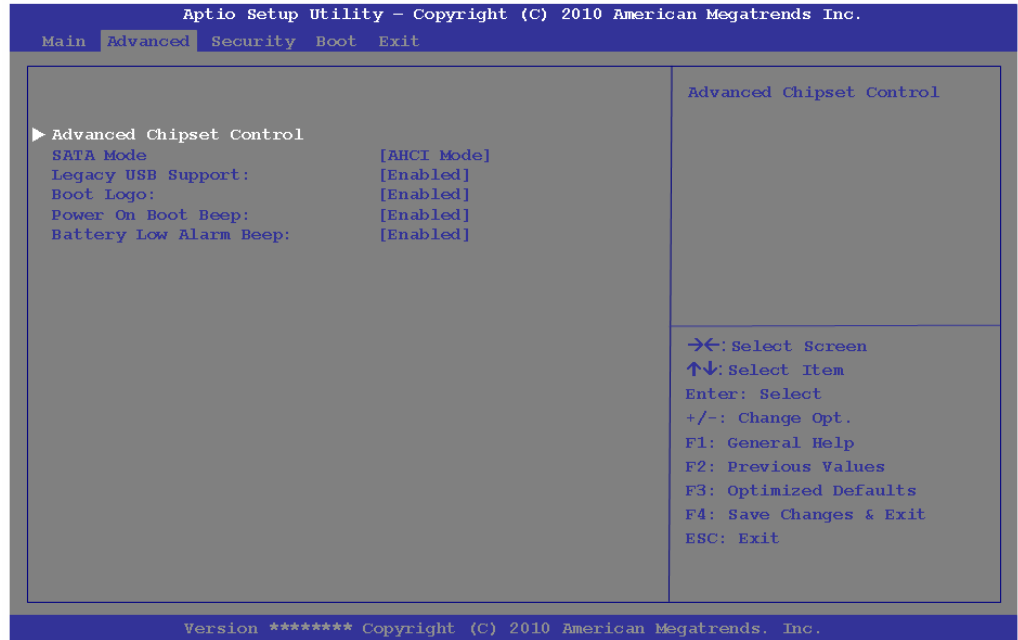 Aptio Setup Utility – Copyright (C) 2010 American Megatrends Inc.
Main Advanced Security Boot Exit
Advanced Chipset Control
SATA Mode [AHCI Mode]
Legacy USB Support: [Enabled]
Boot Logo: [Enabled]
Power On Boot Beep: [Enabled]
Battery Low Alarm Beep: [Enabled]
Advanced Chipset Control
→←: Select Screen
↑↓: Select Item
Enter: Select
+/-: Change Opt.
F1: General Help
F2: Previous Values
F3: Optimized Defaults
F4: Save Changes & Exit
ESC: Exit
Version ******** Copyright (C) 2010 American Megatrends. Inc.